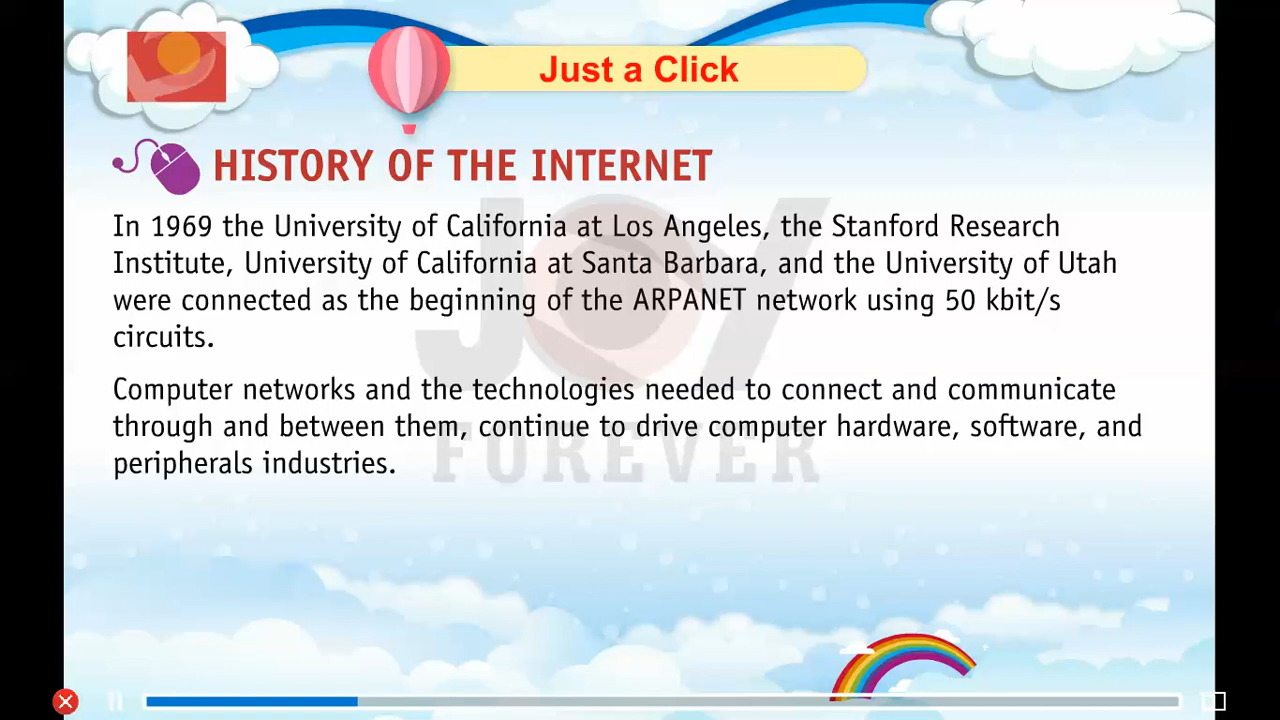 Just a Click
HISTORY OF THE INTERNET
In 1969 the University of California at Los Angeles, the Stanford Research
Institute, University of California at Santa Barbara, and the University of Utah
were connected as the beginning of the ARPANET network using 50 kbit/s
circuits.
Computer networks and the technologies needed to connect and communicate
through and between them, continue to drive computer hardware, software, and
peripherals industries.
JOY
FOREVER